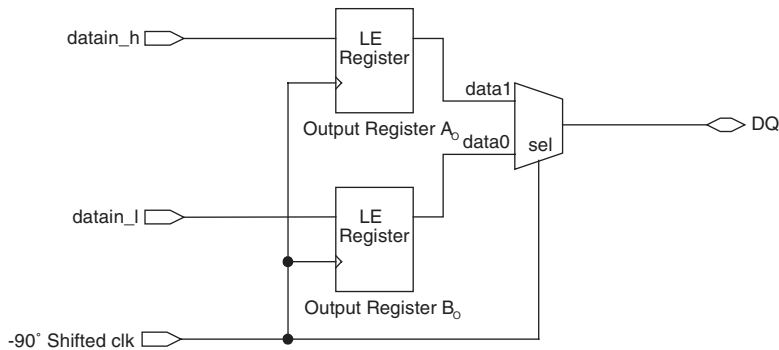 datain_h
LE
Register
data1
Output Register A₀
data0
sel
DQ
datain_l
LE
Register
Output Register B₀
-90° Shifted clk